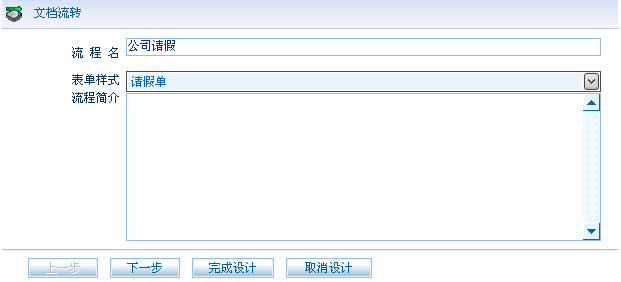 文档流转
流 程 名 公司请假
表单样式 请假单
流程简介
上一步 下一步 完成设计 取消设计